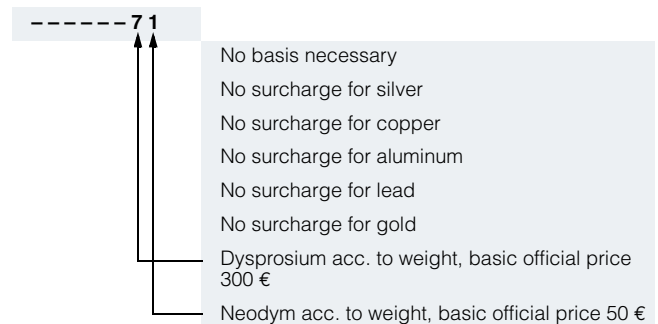 – – – – – – 7 1
No basis necessary
No surcharge for silver
No surcharge for copper
No surcharge for aluminum
No surcharge for lead
No surcharge for gold
Dysprosium acc. to weight, basic official price
300 €
Neodym acc. to weight, basic official price 50 €